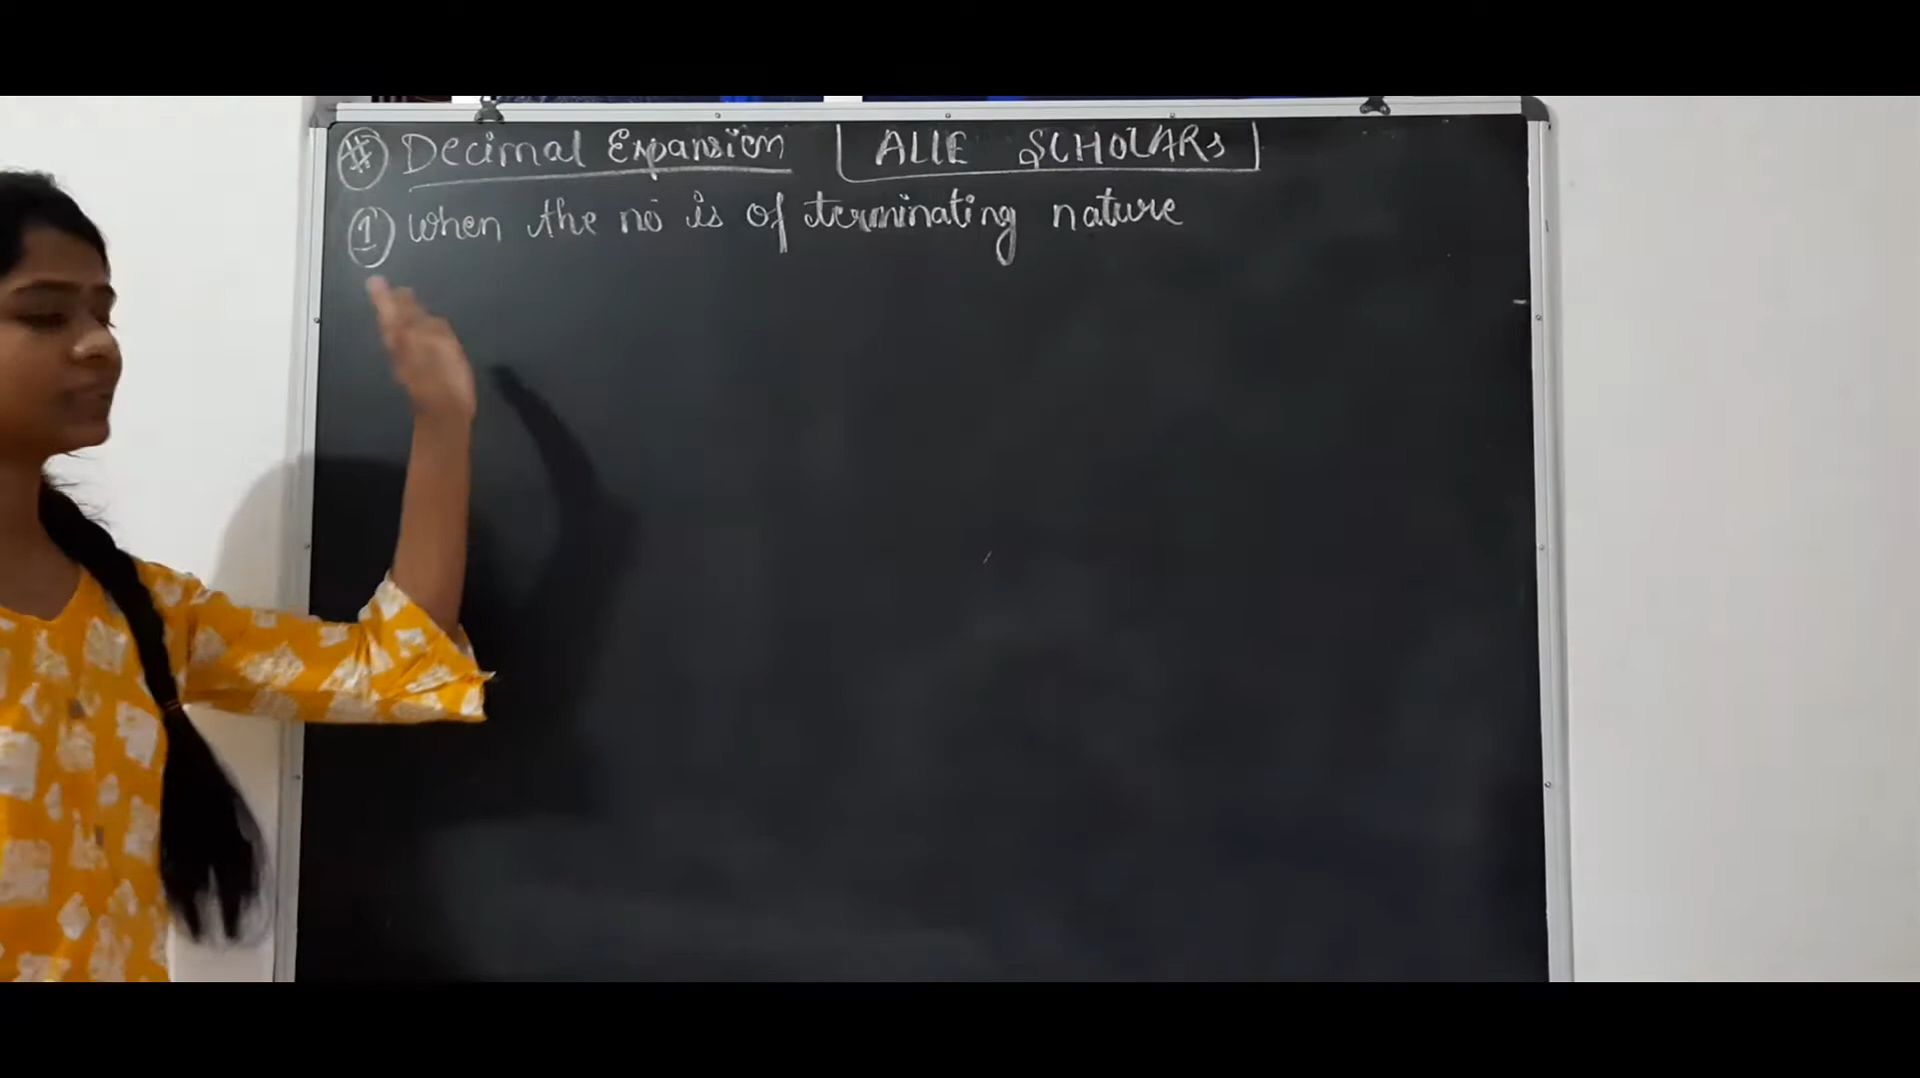 # Decimal Expansion ALLE SCHOLARS
1 when the no is of terminating nature